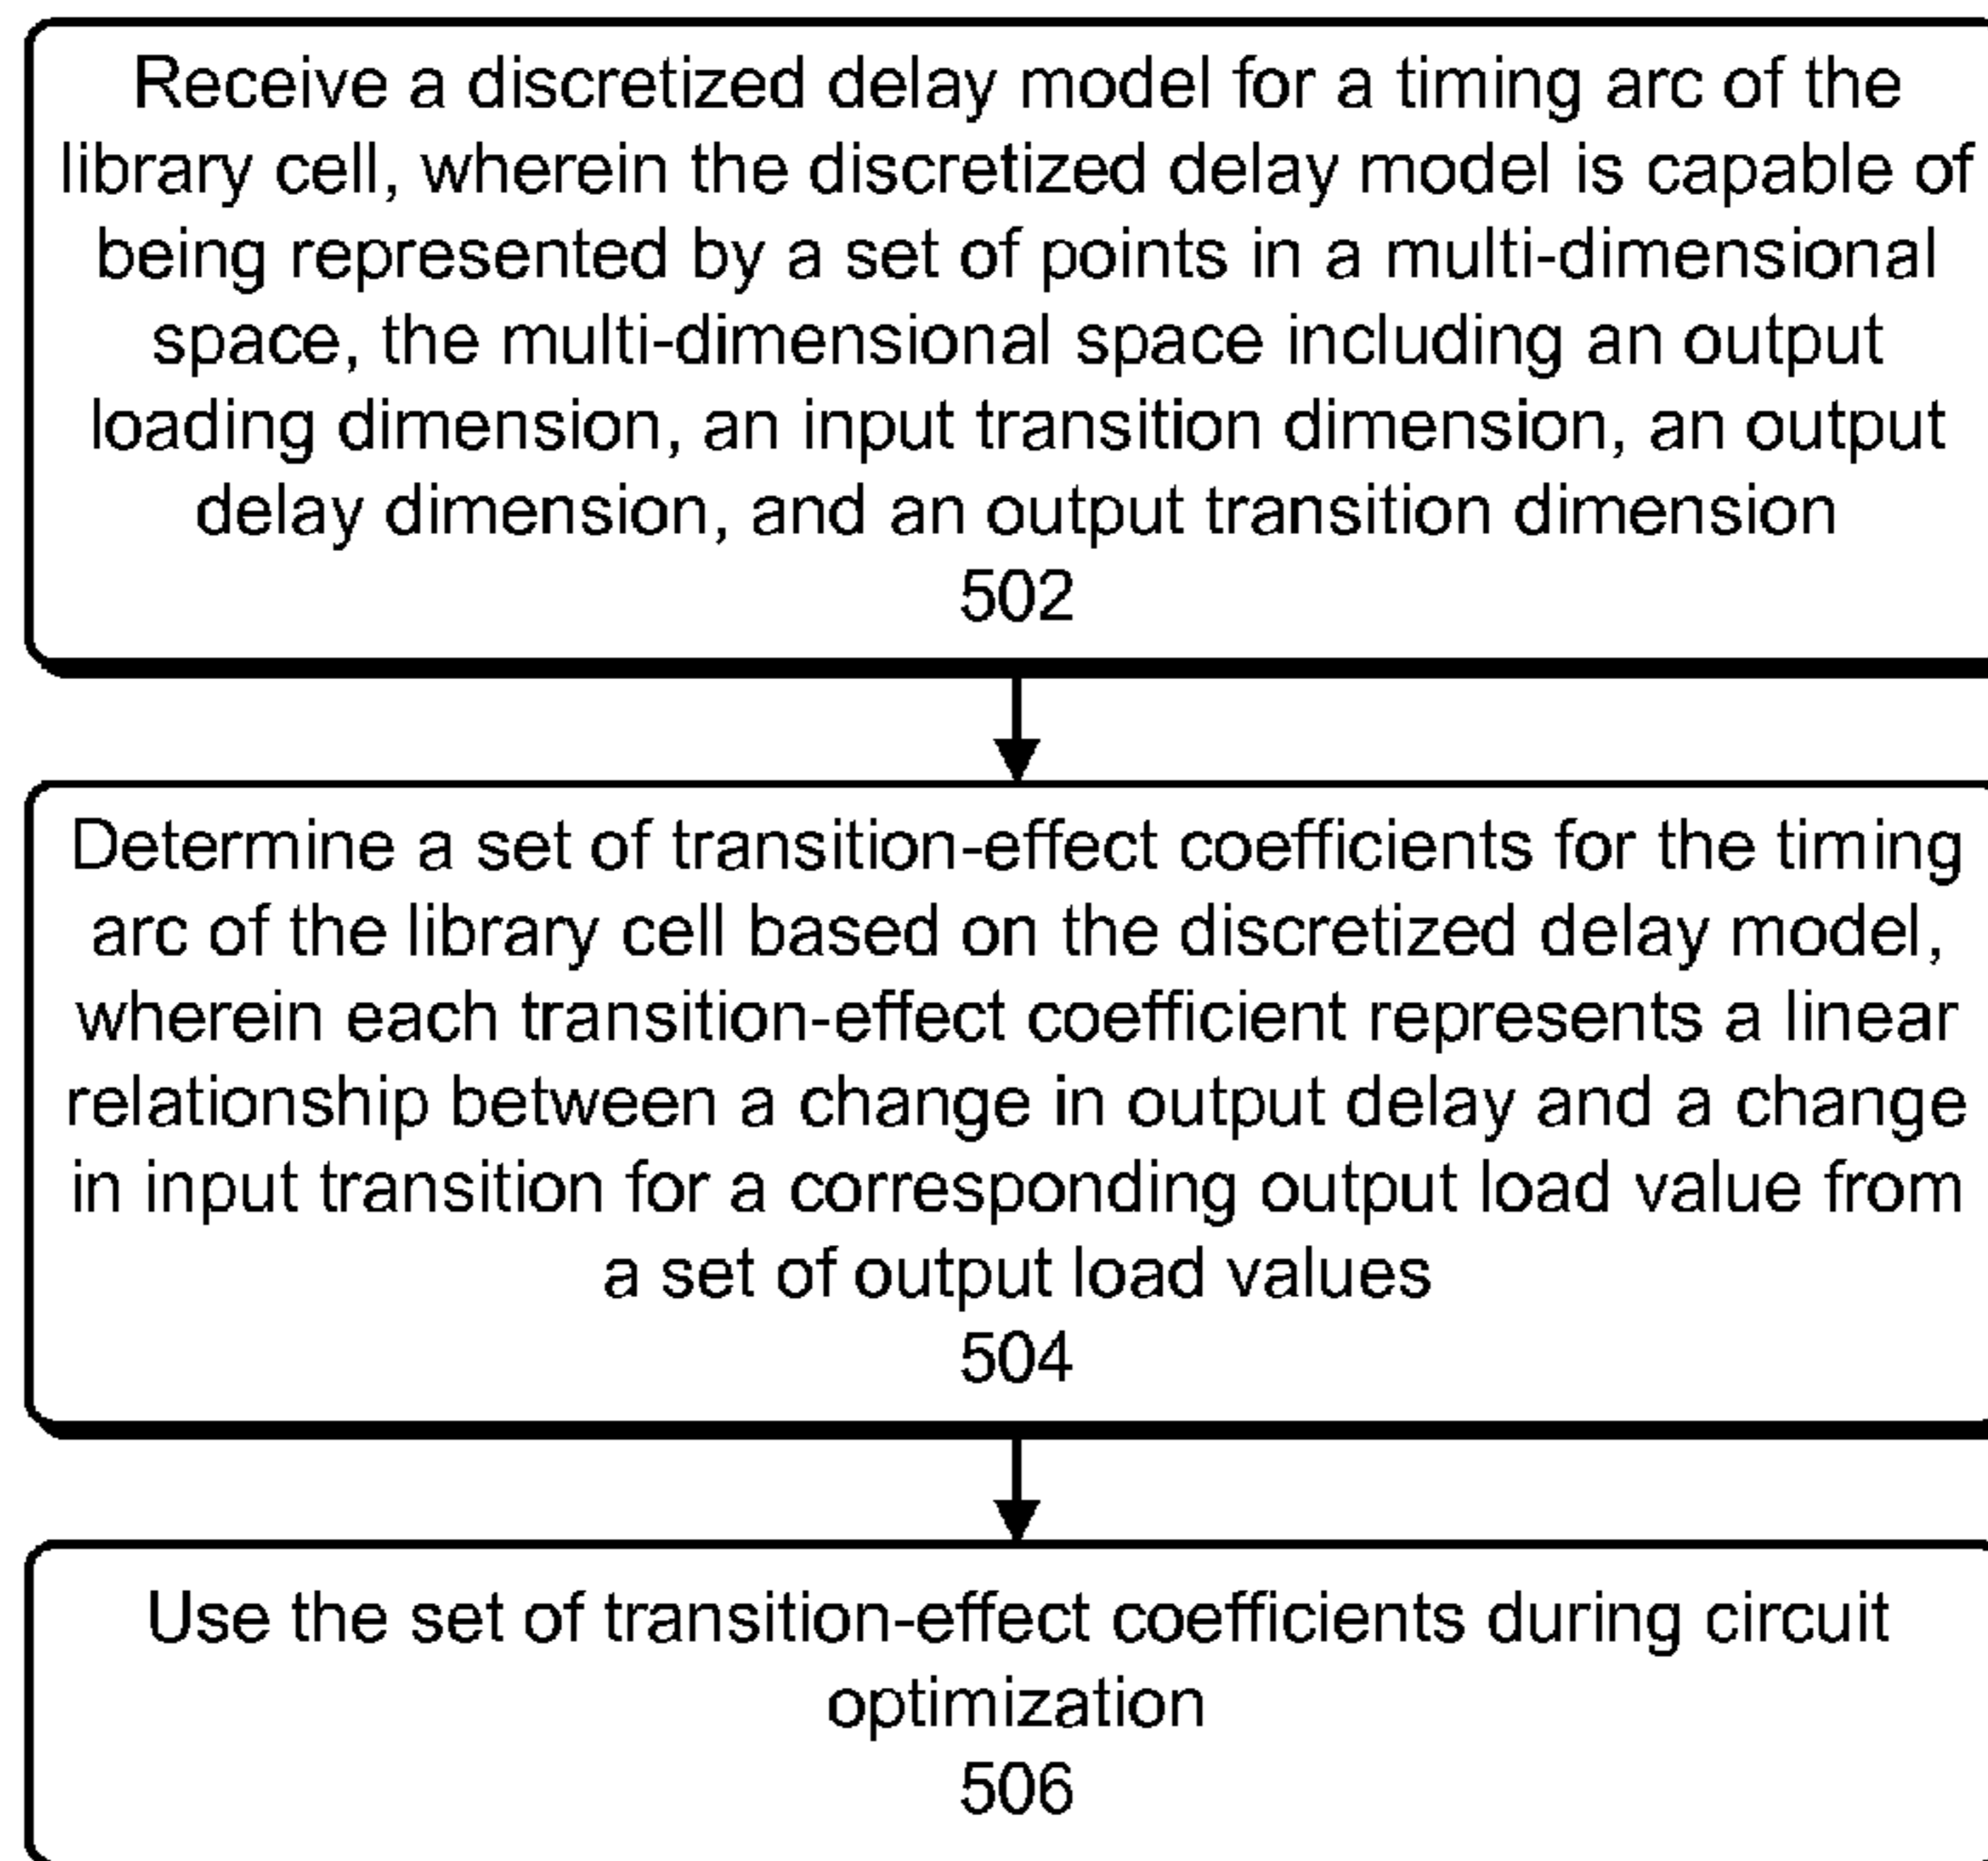 Receive a discretized delay model for a timing arc of the
library cell, wherein the discretized delay model is capable of
being represented by a set of points in a multi-dimensional
space, the multi-dimensional space including an output
loading dimension, an input transition dimension, an output
delay dimension, and an output transition dimension
502
Determine a set of transition-effect coefficients for the timing
arc of the library cell based on the discretized delay model,
wherein each transition-effect coefficient represents a linear
relationship between a change in output delay and a change
in input transition for a corresponding output load value from
a set of output load values
504
Use the set of transition-effect coefficients during circuit
optimization
506